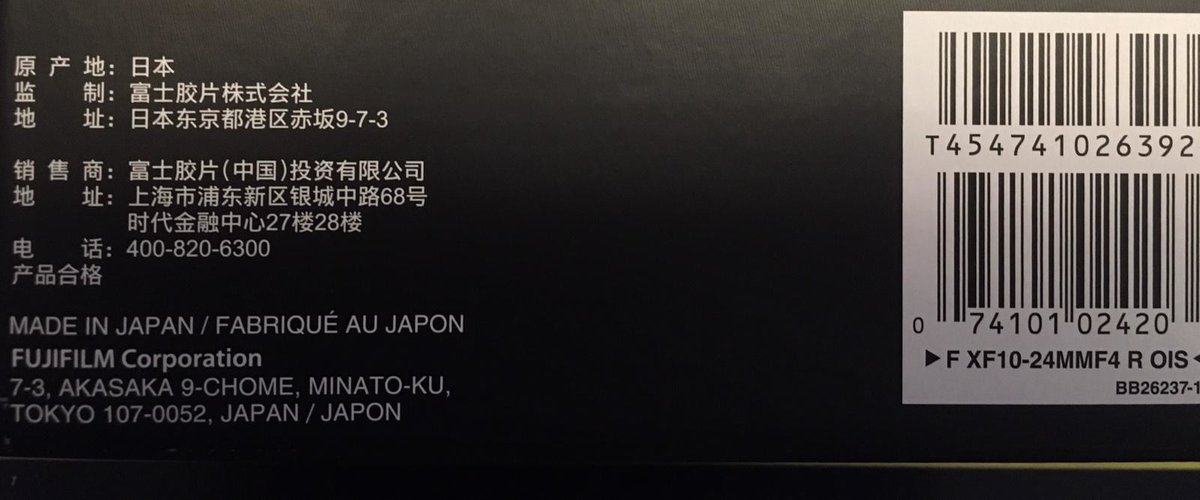 原产地：日本
监制：富士胶片株式会社
地址：日本东京都港区赤坂9-7-3
销售商：富士胶片(中国)投资有限公司
地址：上海市浦东新区银城中路68号
时代金融中心27楼28楼
电话：400-820-6300
产品合格
MADE IN JAPAN / FABRIQUÉ AU JAPON
FUJIFILM Corporation
7-3, AKASAKA 9-CHOME, MINATO-KU,
TOKYO 107-0052, JAPAN / JAPON
T454741026392
0 74101 02420
▶F XF10-24MMF4 R OIS
BB26237-1